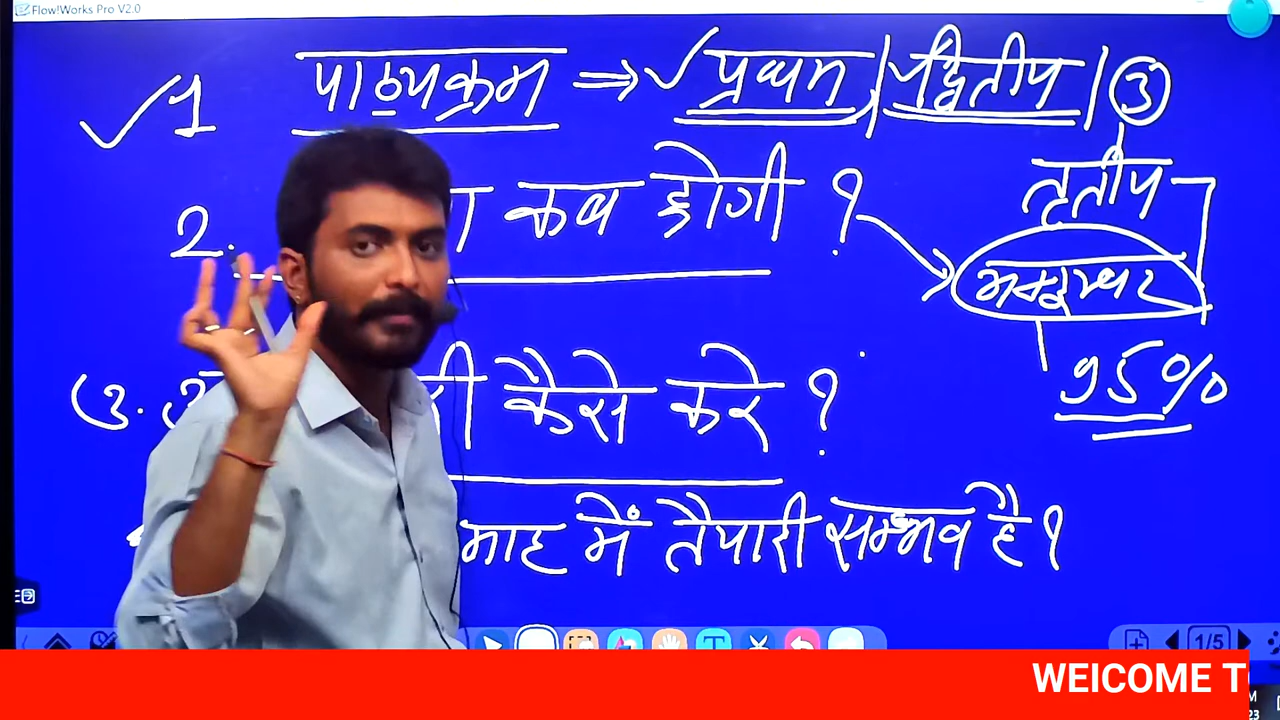 Flow!Works Pro V2.0
1 पाठ्यक्रम ⇒ प्रथम | द्वितीय | ③
तृतीय
2. कब होगी ?
अक्टूम्बर
95%
3. कैसे करे ?
माह में तैयारी सम्भव है ?
1/5
WEICOME T
23